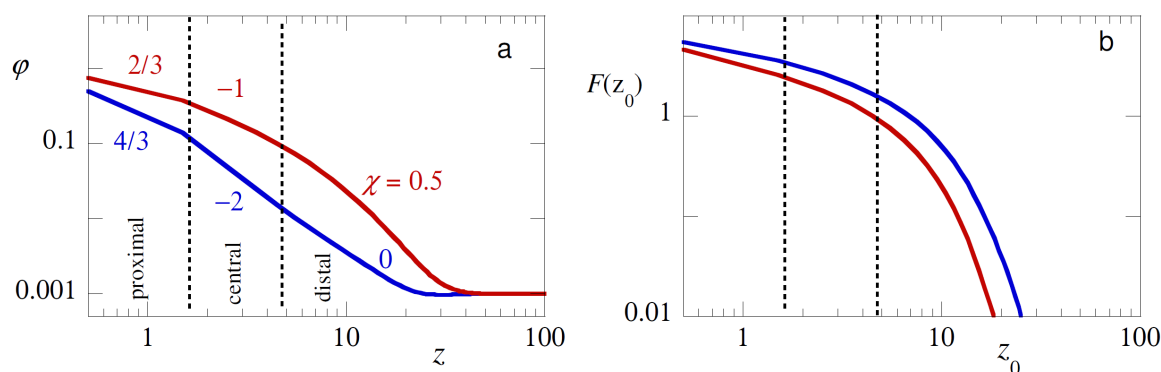 a
φ
2/3
−1
0.1
4/3
χ = 0.5
−2
0
proximal
central
distal
0.001
1
10
100
z
b
F(z0)
1
0.01
1
10
100
z0